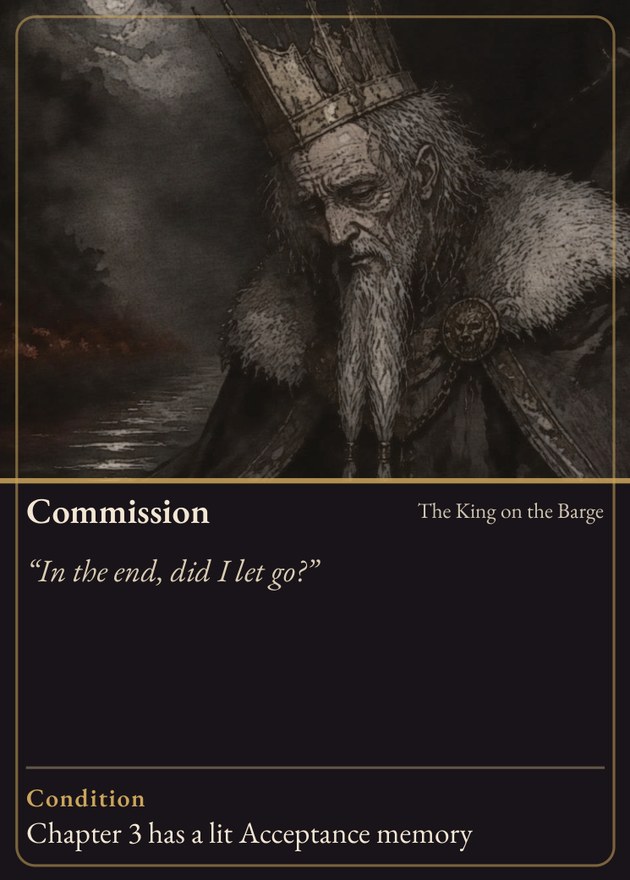 Commission
The King on the Barge
“In the end, did I let go?”
Condition
Chapter 3 has a lit Acceptance memory